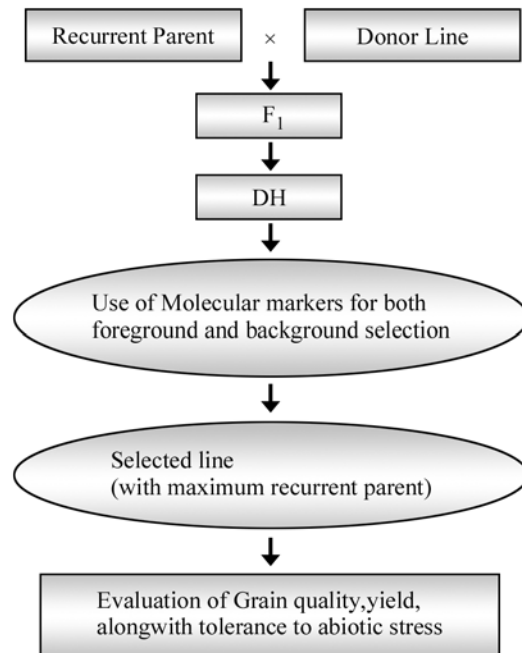 Recurrent Parent × Donor Line
F1
DH
Use of Molecular markers for both
foreground and background selection
Selected line
(with maximum recurrent parent)
Evaluation of Grain quality,yield,
alongwith tolerance to abiotic stress